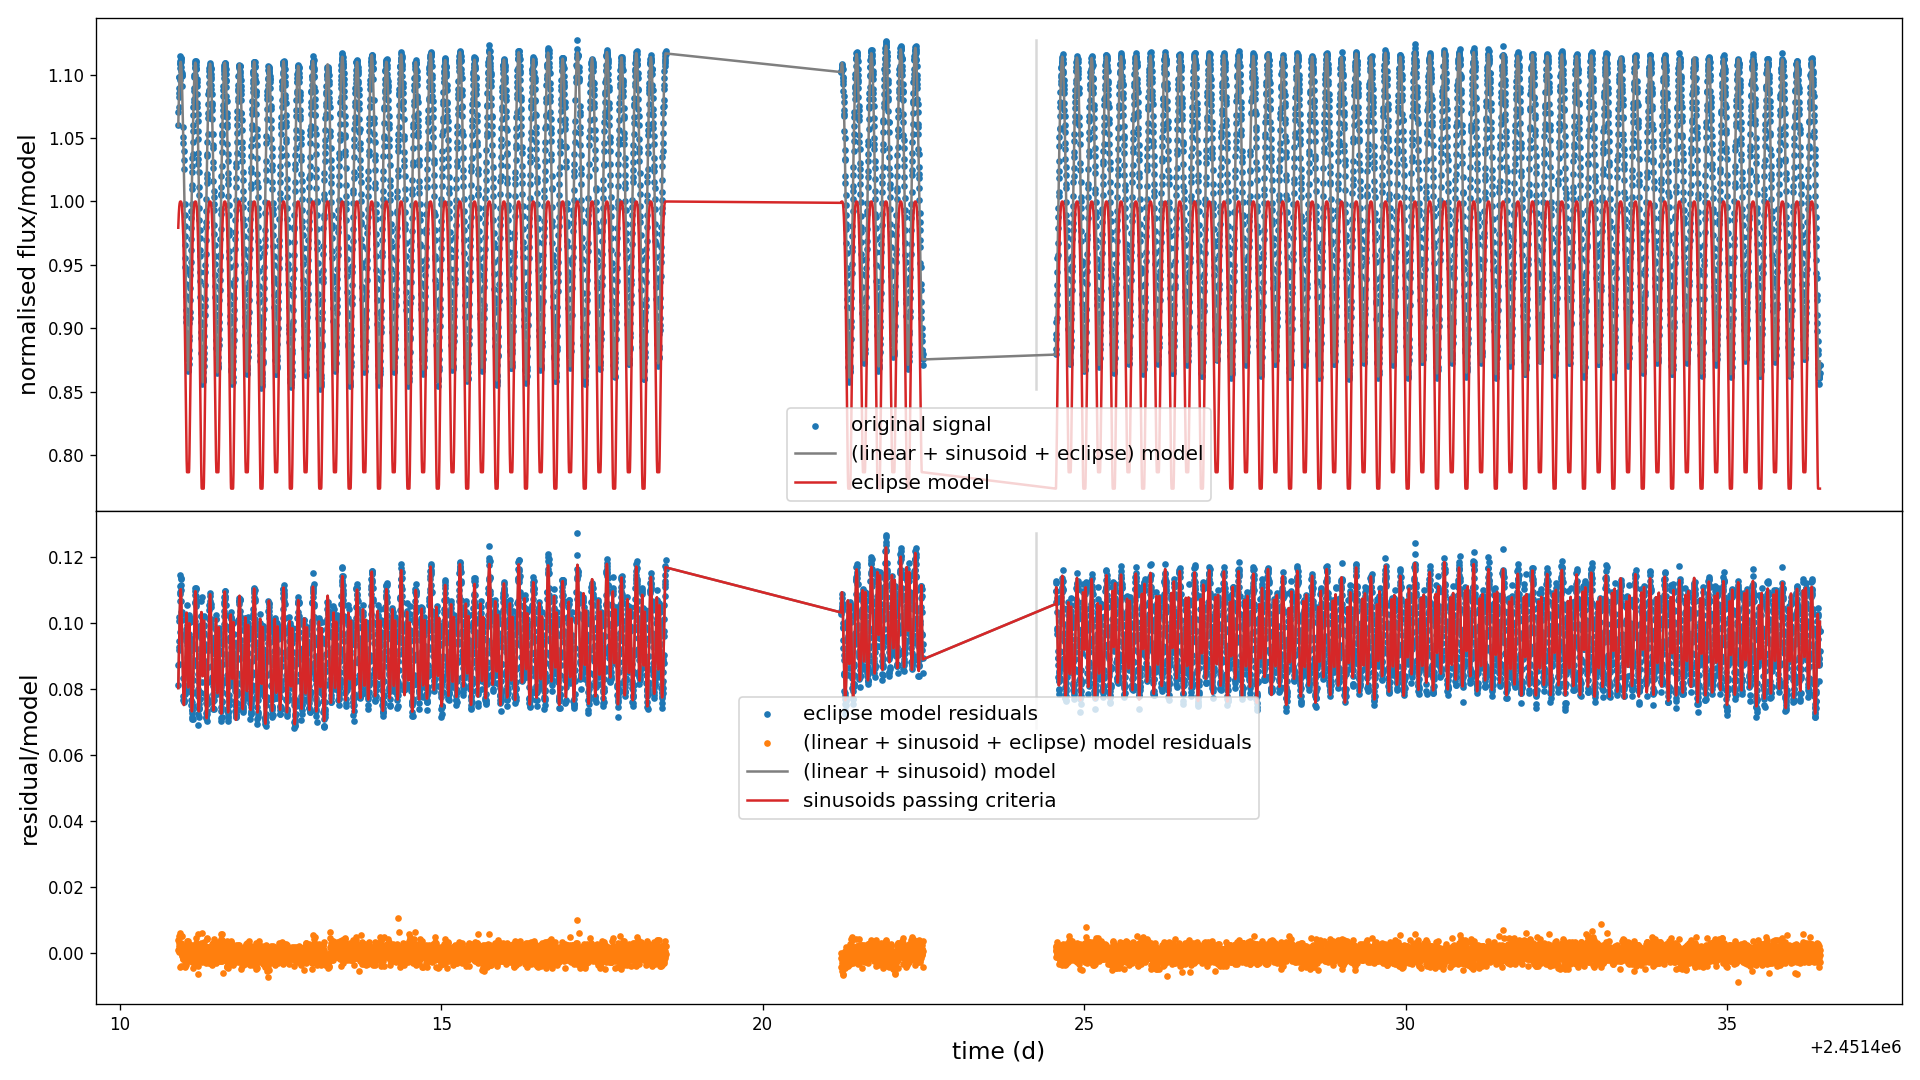 normalised flux/model
1.10
1.05
1.00
0.95
0.90
0.85
0.80
original signal
(linear + sinusoid + eclipse) model
eclipse model
residual/model
0.12
0.10
0.08
0.06
0.04
0.02
0.00
eclipse model residuals
(linear + sinusoid + eclipse) model residuals
(linear + sinusoid) model
sinusoids passing criteria
10 15 20 25 30 35
time (d)
+2.4514e6